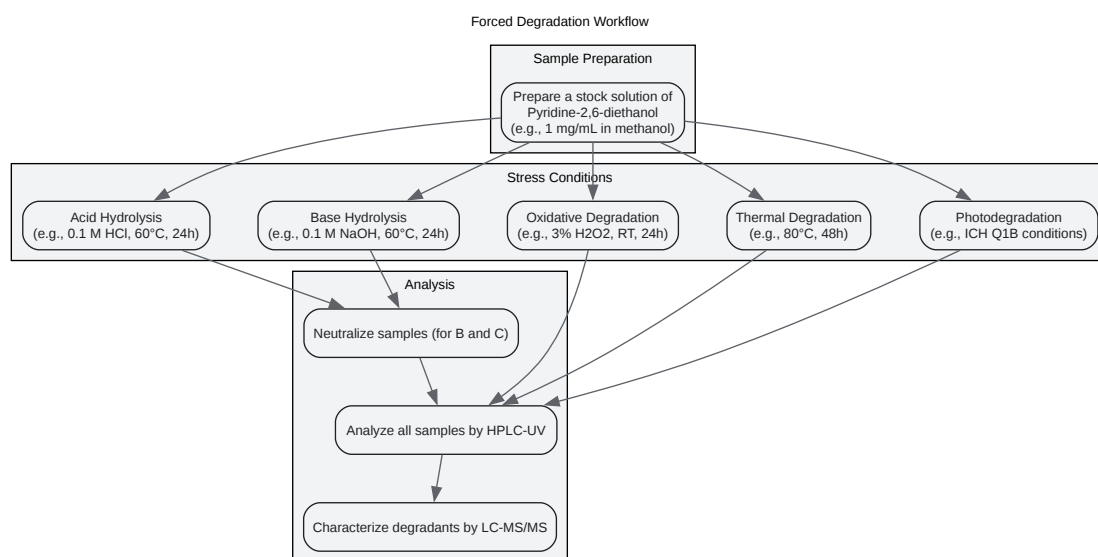 Forced Degradation Workflow
Sample Preparation
Prepare a stock solution of
Pyridine-2,6-diethanol
(e.g., 1 mg/mL in methanol)
Stress Conditions
Acid Hydrolysis
(e.g., 0.1 M HCl, 60°C, 24h)
Base Hydrolysis
(e.g., 0.1 M NaOH, 60°C, 24h)
Oxidative Degradation
(e.g., 3% H2O2, RT, 24h)
Thermal Degradation
(e.g., 80°C, 48h)
Photodegradation
(e.g., ICH Q1B conditions)
Analysis
Neutralize samples (for B and C)
Analyze all samples by HPLC-UV
Characterize degradants by LC-MS/MS